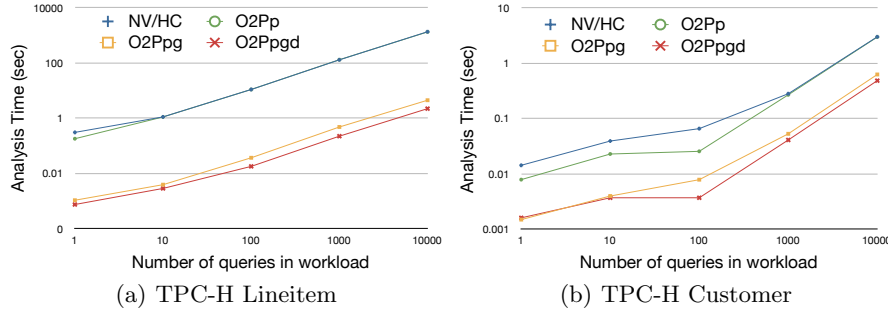 NV/HC O2Pp
O2Ppg O2Ppgd
Analysis Time (sec)
10000
100
1
0.01
0
1 10 100 1000 10000
Number of queries in workload
(a) TPC-H Lineitem
NV/HC O2Pp
O2Ppg O2Ppgd
Analysis Time (sec)
10
1
0.1
0.01
0.001
1 10 100 1000 10000
Number of queries in workload
(b) TPC-H Customer